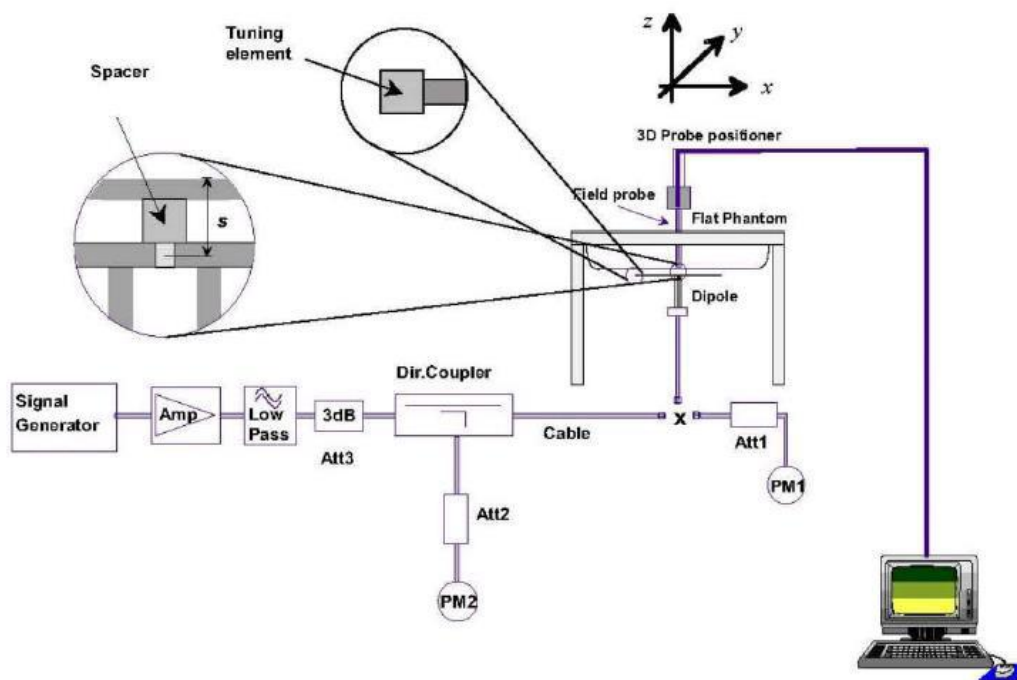 Tuning
element
Spacer
s
z
y
x
3D Probe positioner
Field probe
Flat Phantom
Dipole
Dir.Coupler
Signal
Generator
Amp
Low
Pass
3dB
Att3
Cable
x
Att1
PM1
Att2
PM2